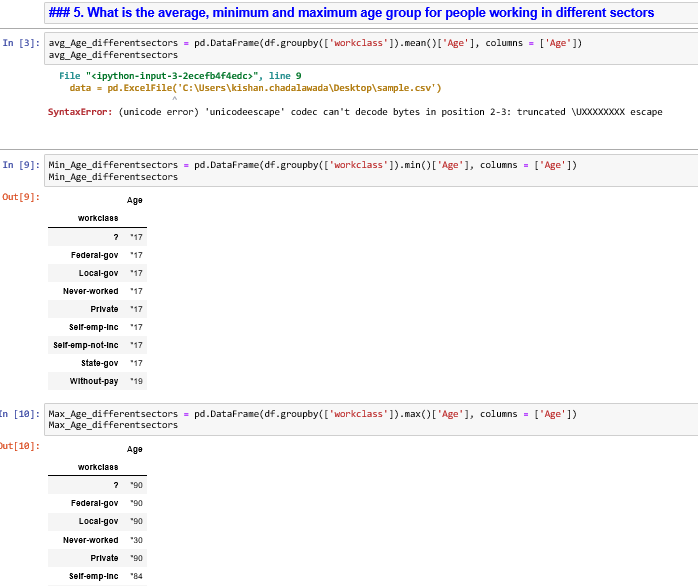 ### 5. What is the average, minimum and maximum age group for people working in different sectors
In [3]: avg_Age_differentsectors = pd.DataFrame(df.groupby(['workclass']).mean()['Age'], columns = ['Age'])
avg_Age_differentsectors
File "<ipython-input-3-2ecefb4f4edc>", line 9
data = pd.ExcelFile('C:\Users\kishan.chadalawada\Desktop\sample.csv')
^
SyntaxError: (unicode error) 'unicodeescape' codec can't decode bytes in position 2-3: truncated \UXXXXXXXX escape
In [9]: Min_Age_differentsectors = pd.DataFrame(df.groupby(['workclass']).min()['Age'], columns = ['Age'])
Min_Age_differentsectors
Out[9]:
Age
workclass
? "17
Federal-gov "17
Local-gov "17
Never-worked "17
Private "17
Self-emp-inc "17
Self-emp-not-inc "17
State-gov "17
Without-pay "19
In [10]: Max_Age_differentsectors = pd.DataFrame(df.groupby(['workclass']).max()['Age'], columns = ['Age'])
Max_Age_differentsectors
Out[10]:
Age
workclass
? "90
Federal-gov "90
Local-gov "90
Never-worked "30
Private "90
Self-emp-inc "84